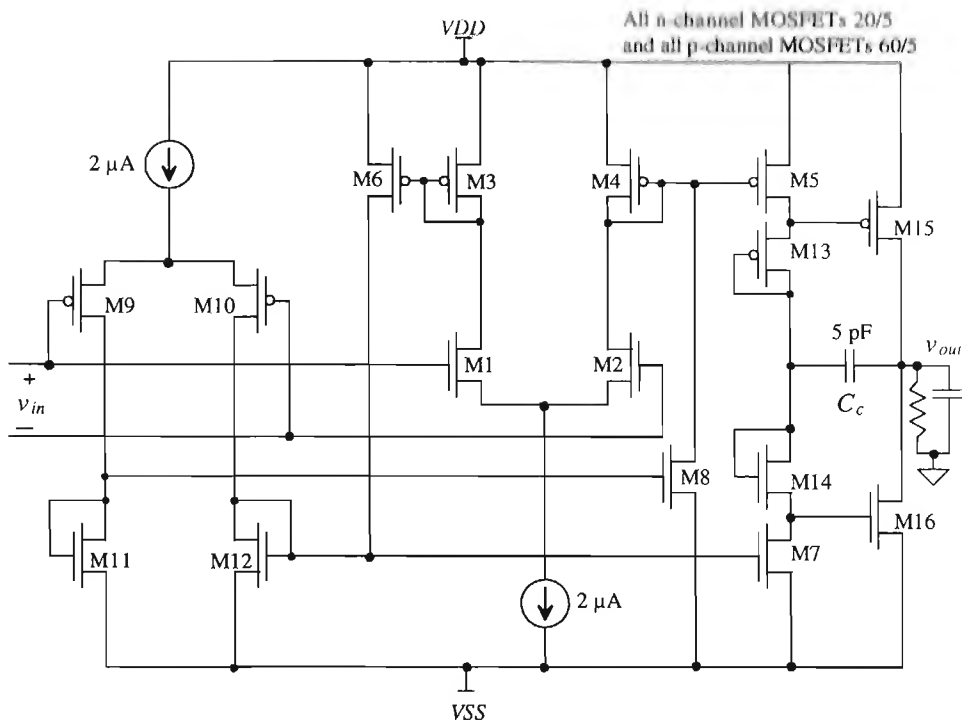 All n-channel MOSFETs 20/5
and all p-channel MOSFETs 60/5
VDD
2 μA
M6
M3
M4
M5
M15
M13
M9
M10
5 pF
v_out
M1
M2
+
v_in
−
C_c
M8
M14
M16
M11
M12
M7
2 μA
VSS